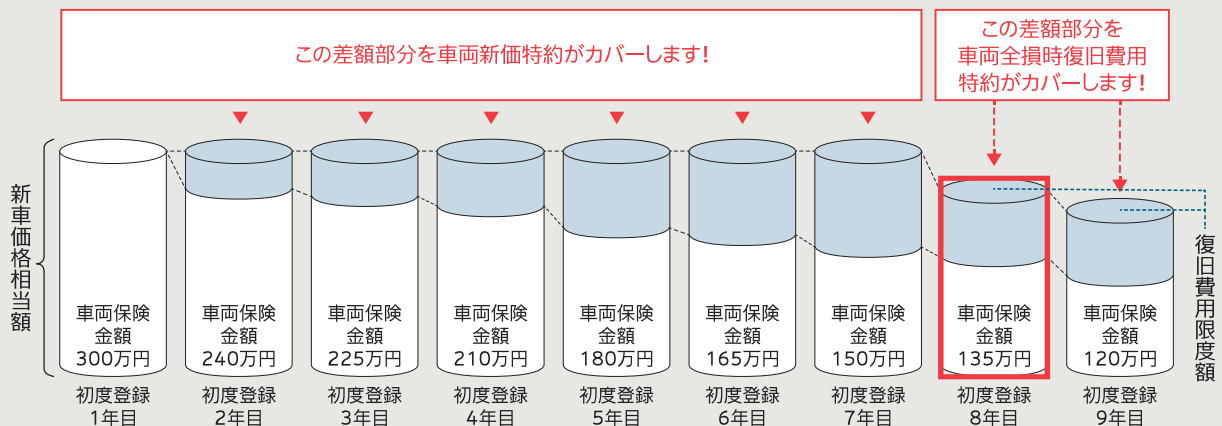 この差額部分を車両新価特約がカバーします!
この差額部分を
車両全損時復旧費用
特約がカバーします!
新車価格相当額
車両保険
金額
300万円
車両保険
金額
240万円
車両保険
金額
225万円
車両保険
金額
210万円
車両保険
金額
180万円
車両保険
金額
165万円
車両保険
金額
150万円
車両保険
金額
135万円
車両保険
金額
120万円
復旧費用限度額
初度登録
1年目
初度登録
2年目
初度登録
3年目
初度登録
4年目
初度登録
5年目
初度登録
6年目
初度登録
7年目
初度登録
8年目
初度登録
9年目